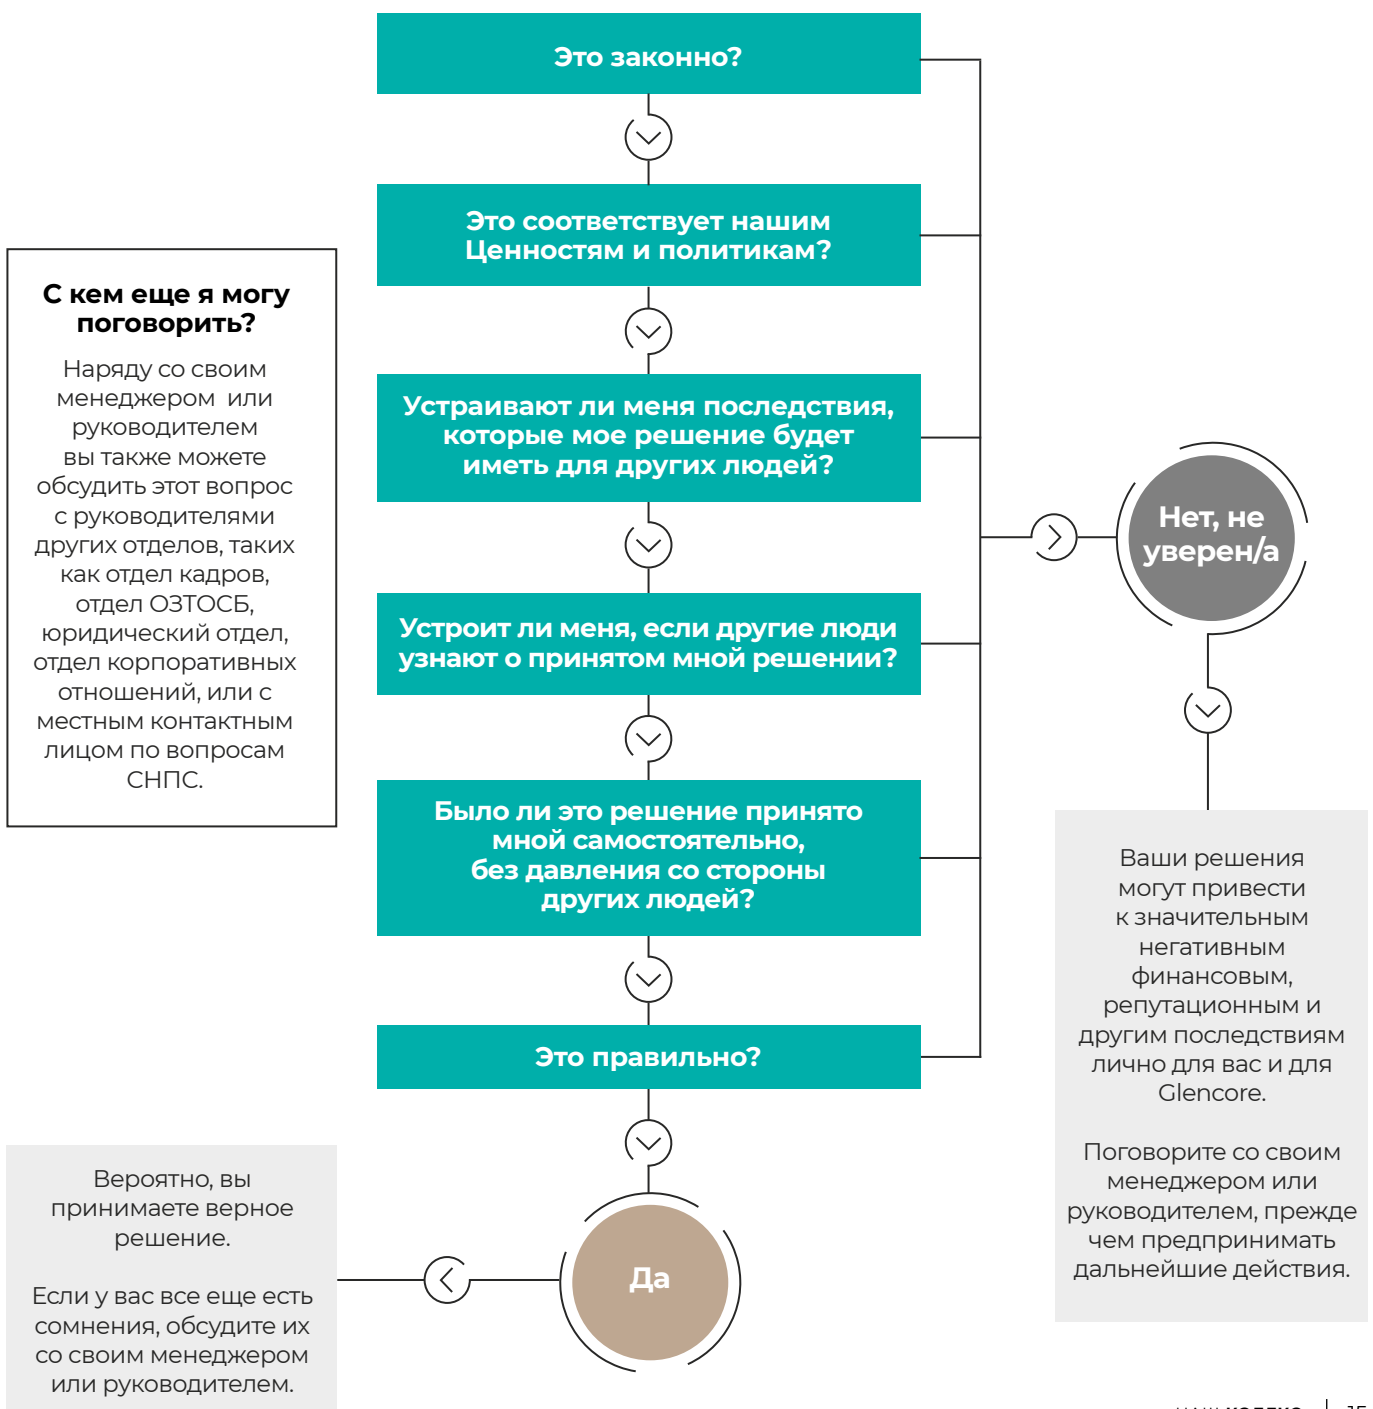 Это законно?
Это соответствует нашим
Ценностям и политикам?
С кем еще я могу
поговорить?
Наряду со своим
менеджером или
руководителем
вы также можете
обсудить этот вопрос
с руководителями
других отделов, таких
как отдел кадров,
отдел ОЗТОСБ,
юридический отдел,
отдел корпоративных
отношений, или с
местным контактным
лицом по вопросам
СНПС.
Устраивают ли меня последствия,
которые мое решение будет
иметь для других людей?
Устроит ли меня, если другие люди
узнают о принятом мной решении?
Было ли это решение принято
мной самостоятельно,
без давления со стороны
других людей?
Это правильно?
Нет, не
уверен/а
Ваши решения
могут привести
к значительным
негативным
финансовым,
репутационным и
другим последствиям
лично для вас и для
Glencore.
Поговорите со своим
менеджером или
руководителем, прежде
чем предпринимать
дальнейшие действия.
Да
Вероятно, вы
принимаете верное
решение.
Если у вас все еще есть
сомнения, обсудите их
со своим менеджером
или руководителем.